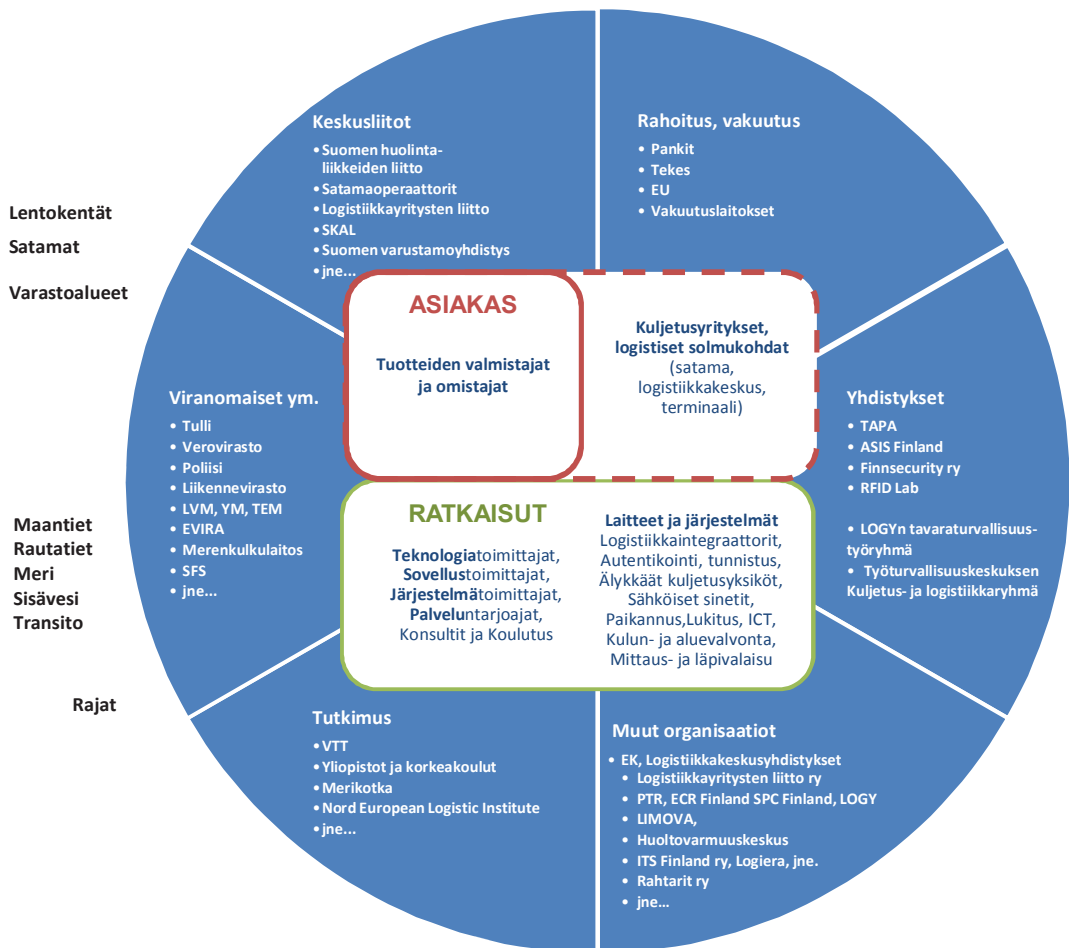 Keskusliitot
• Suomen huolinta-
liikkeiden liitto
• Satamaoperaattorit
• Logistiikkayritysten liitto
• SKAL
• Suomen varustamoyhdistys
• jne...
Rahoitus, vakuutus
• Pankit
• Tekes
• EU
• Vakuutuslaitokset
Lentokentät
Satamat
Varastoalueet
ASIAKAS
Tuotteiden valmistajat
ja omistajat
Kuljetusyritykset,
logistiset solmukohdat
(satama,
logistiikkakeskus,
terminaali)
Viranomaiset ym.
• Tulli
• Verovirasto
• Poliisi
• Liikennevirasto
• LVM, YM, TEM
• EVIRA
• Merenkulkulaitos
• SFS
• jne...
Yhdistykset
• TAPA
• ASIS Finland
• Finnsecurity ry
• RFID Lab
• LOGYn tavaraturvallisuus-
työryhmä
• Työturvallisuuskeskuksen
Kuljetus- ja logistiikkaryhmä
Maantiet
Rautatiet
Meri
Sisävesi
Transito
RATKAISUT
Teknologiatoimittajat,
Sovellustoimittajat,
Järjestelmätoimittajat,
Palveluntarjoajat,
Konsultit ja Koulutus
Laitteet ja järjestelmät
Logistiikkaintegraattorit,
Autentikointi, tunnistus,
Älykkäät kuljetusyksiköt,
Sähköiset sinetit,
Paikannus,Lukitus, ICT,
Kulun- ja aluevalvonta,
Mittaus- ja läpivalaisu
Rajat
Tutkimus
• VTT
• Yliopistot ja korkeakoulut
• Merikotka
• Nord European Logistic Institute
• jne...
Muut organisaatiot
• EK, Logistiikkakeskusyhdistykset
• Logistiikkayritysten liitto ry
• PTR, ECR Finland SPC Finland, LOGY
• LIMOVA,
• Huoltovarmuuskeskus
• ITS Finland ry, Logiera, jne.
• Rahtarit ry
• jne...